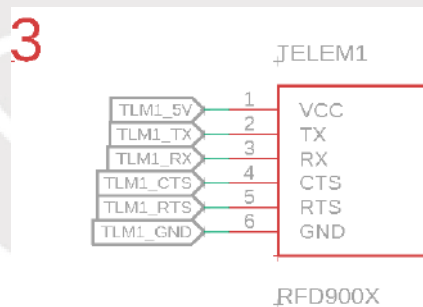 3
TELEM1
TLM1_5V 1 VCC
TLM1_TX 2 TX
TLM1_RX 3 RX
TLM1_CTS 4 CTS
TLM1_RTS 5 RTS
TLM1_GND 6 GND
RFD900X